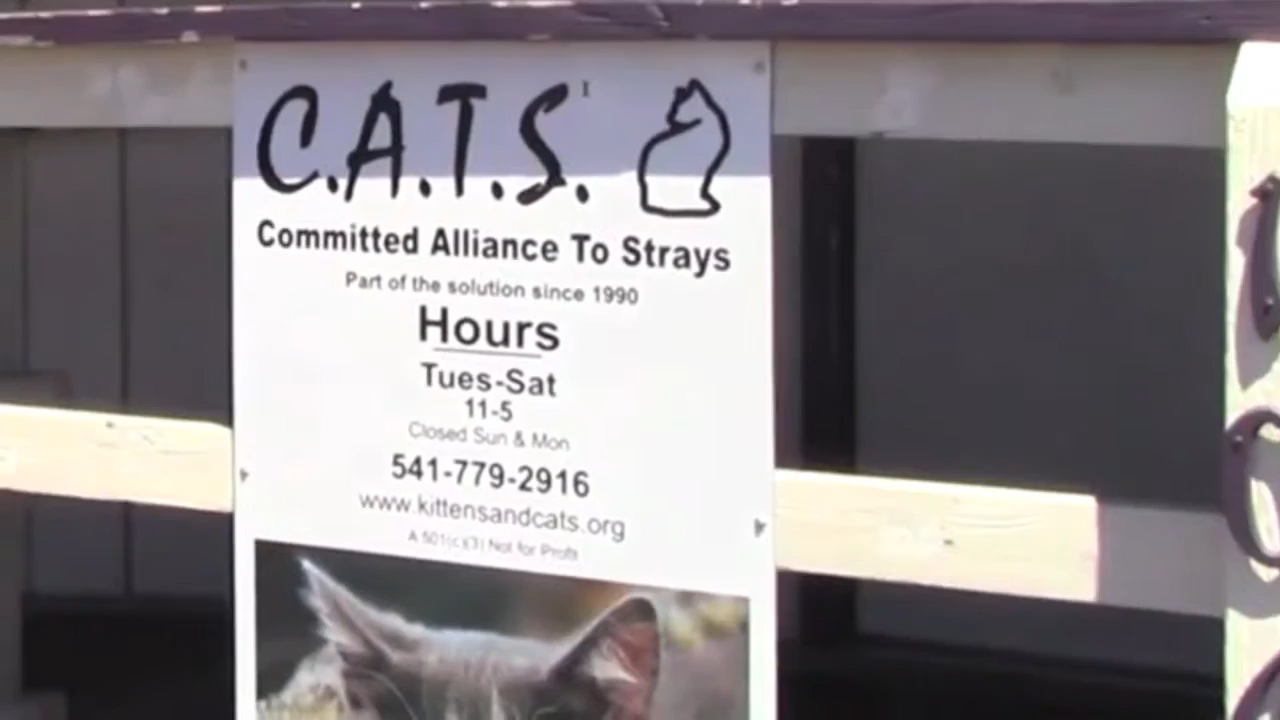 C.A.T.S.
Committed Alliance To Strays
Part of the solution since 1990
Hours
Tues-Sat
11-5
Closed Sun & Mon
541-779-2916
www.kittensandcats.org
A 501(c)(3) Not for Profit